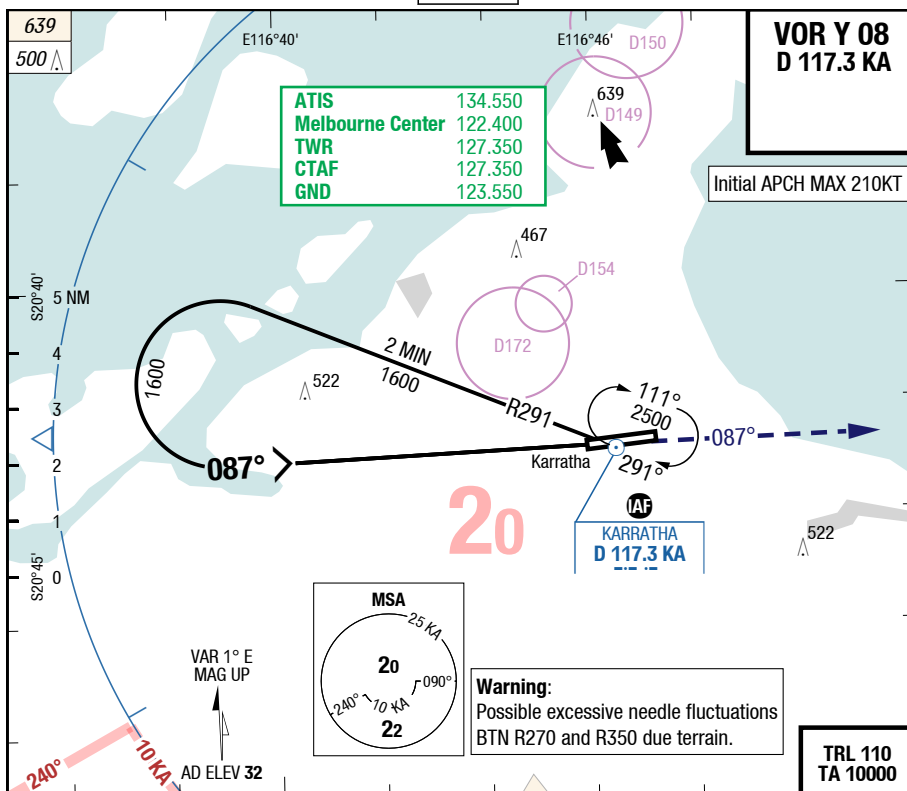 639
500
E116°40'
E116°46'
D150
VOR Y 08
D 117.3 KA
ATIS 134.550
Melbourne Center 122.400
TWR 127.350
CTAF 127.350
GND 123.550
639
D149
Initial APCH MAX 210KT
467
D154
S20°40'
5 NM
4
3
2
1
0
S20°45'
D172
2 MIN
1600
1600
522
R291
111°
2500
087°
087°
Karratha
291°
IAF
20
KARRATHA
D 117.3 KA
522
MSA
25 KA
20
090°
240°
10 KA
22
VAR 1° E
MAG UP
AD ELEV 32
Warning:
Possible excessive needle fluctuations
BTN R270 and R350 due terrain.
240°
10 KA
TRL 110
TA 10000